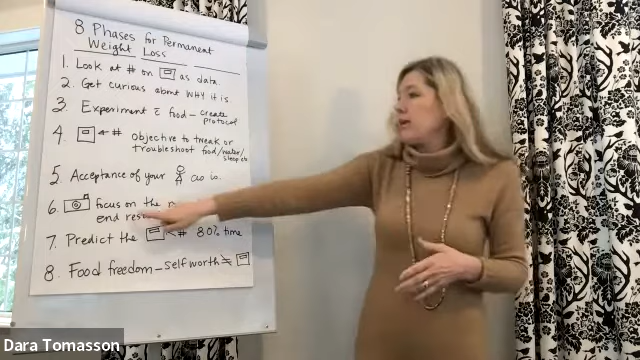 8 Phases for Permanent
Weight Loss
1. Look at # on as data
2. Get curious about WHY it is
3. Experiment c̄ food – create
protocol
4. ← # objective to tweak or
troubleshoot food/water/
sleep etc
5. Acceptance of your as is.
6. focus on the
end
7. Predict the ← # 80% time
8. Food freedom – self worth ≠
Dara Tomasson